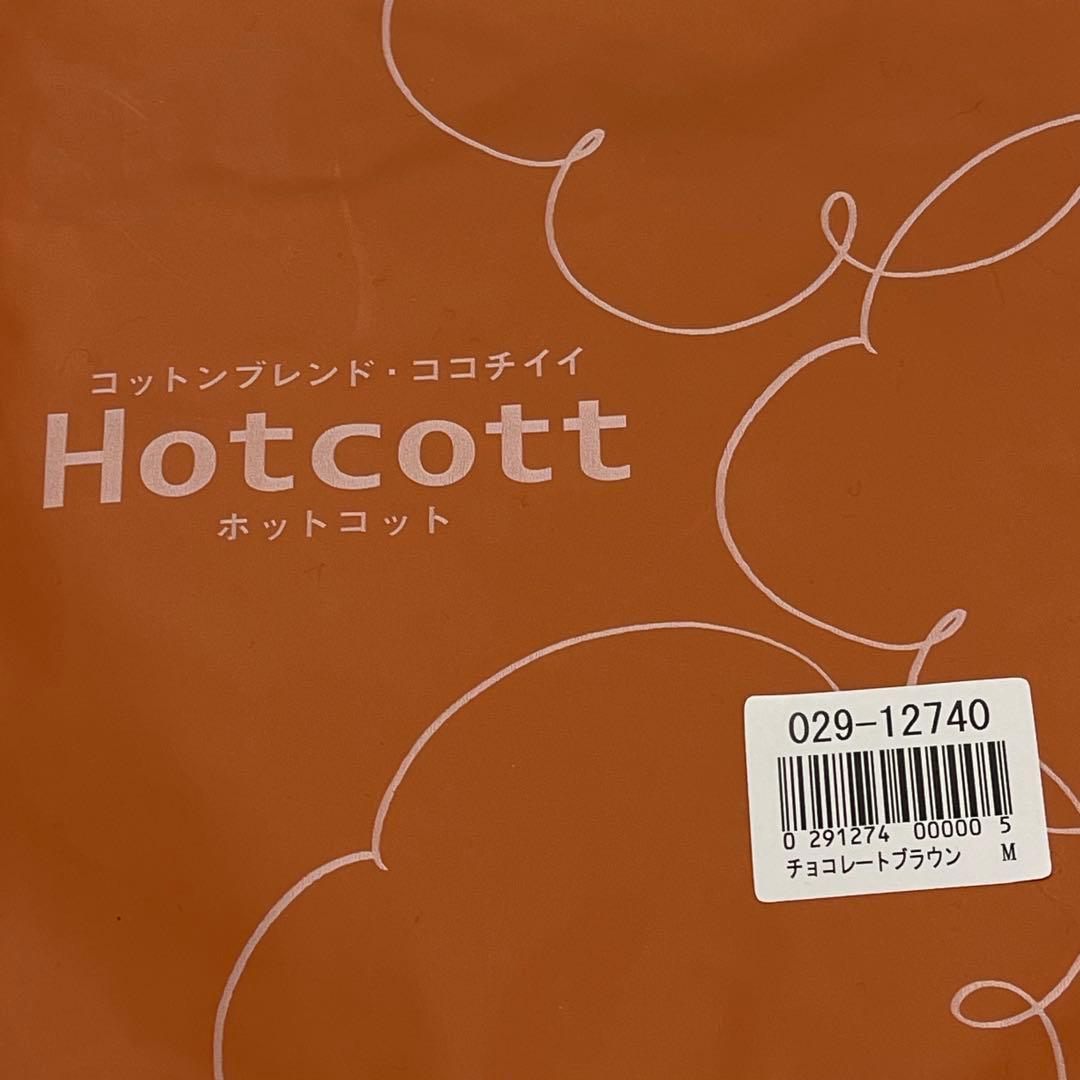 コットンブレンド・ココチイイ
Hotcott
ホットコット
029-12740
0 291274 00000 5
チョコレートブラウン M